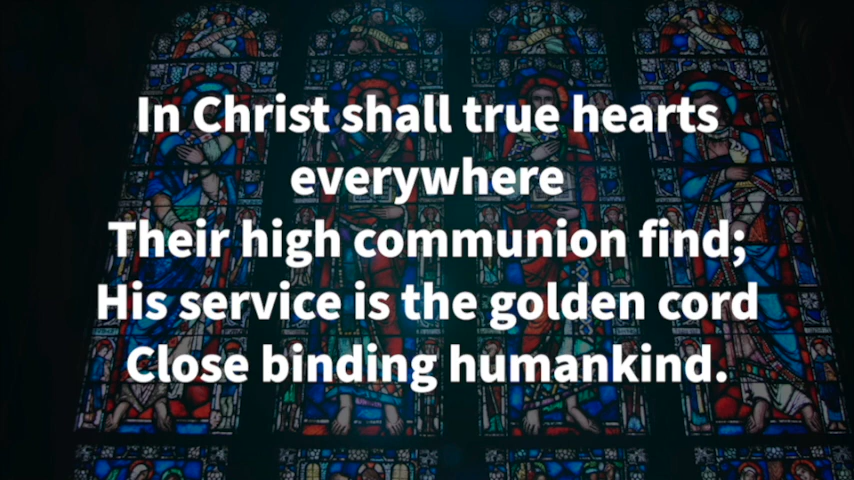 In Christ shall true hearts
everywhere
Their high communion find;
His service is the golden cord
Close binding humankind.